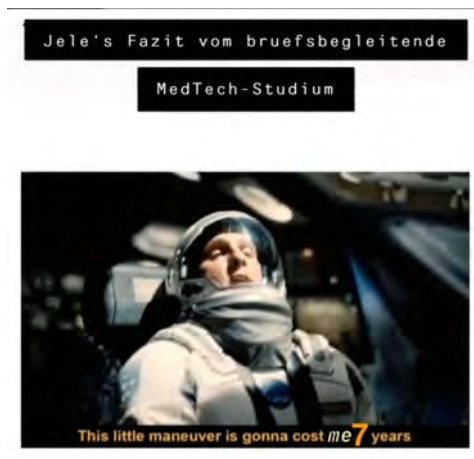 Jele's Fazit vom bruefsbegleitende
MedTech-Studium
This little maneuver is gonna cost me 7 years